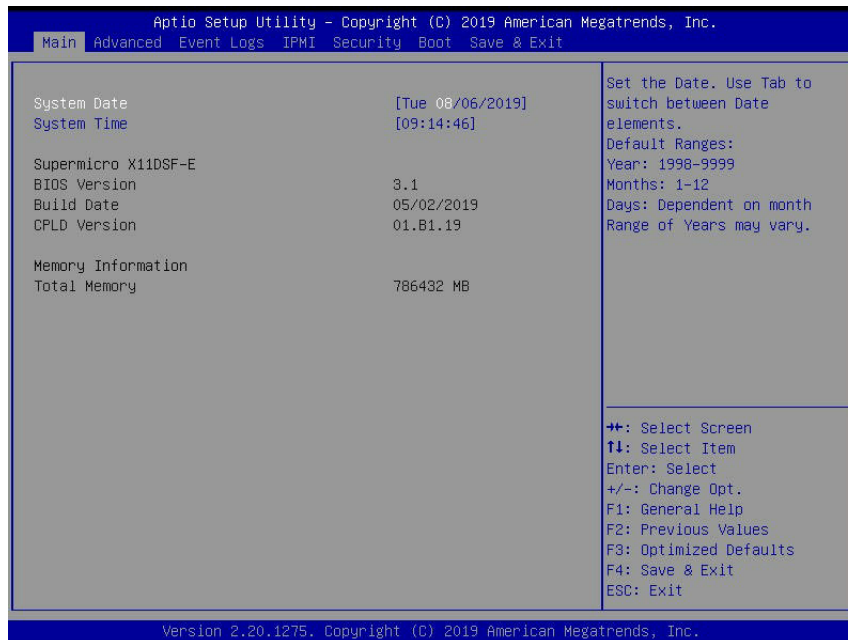 Aptio Setup Utility – Copyright (C) 2019 American Megatrends, Inc.
Main Advanced Event Logs IPMI Security Boot Save & Exit
System Date [Tue 08/06/2019]
System Time [09:14:46]
Supermicro X11DSF-E
BIOS Version 3.1
Build Date 05/02/2019
CPLD Version 01.B1.19
Memory Information
Total Memory 786432 MB
Set the Date. Use Tab to
switch between Date
elements.
Default Ranges:
Year: 1998-9999
Months: 1-12
Days: Dependent on month
Range of Years may vary.
→←: Select Screen
↑↓: Select Item
Enter: Select
+/-: Change Opt.
F1: General Help
F2: Previous Values
F3: Optimized Defaults
F4: Save & Exit
ESC: Exit
Version 2.20.1275. Copyright (C) 2019 American Megatrends, Inc.